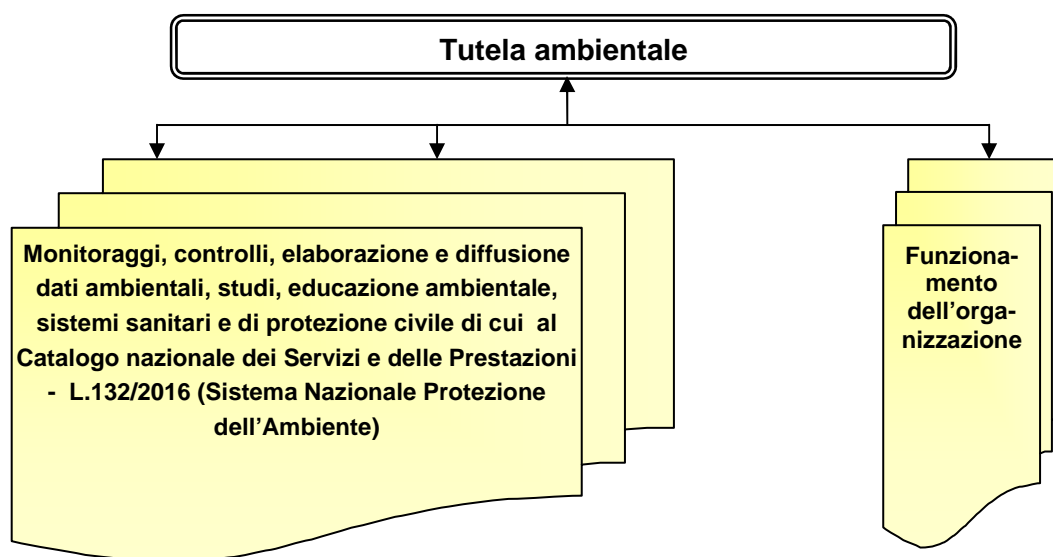 Tutela ambientale
Monitoraggi, controlli, elaborazione e diffusione
dati ambientali, studi, educazione ambientale,
sistemi sanitari e di protezione civile di cui al
Catalogo nazionale dei Servizi e delle Prestazioni
- L.132/2016 (Sistema Nazionale Protezione
dell’Ambiente)
Funziona-
mento
dell’orga-
nizzazione